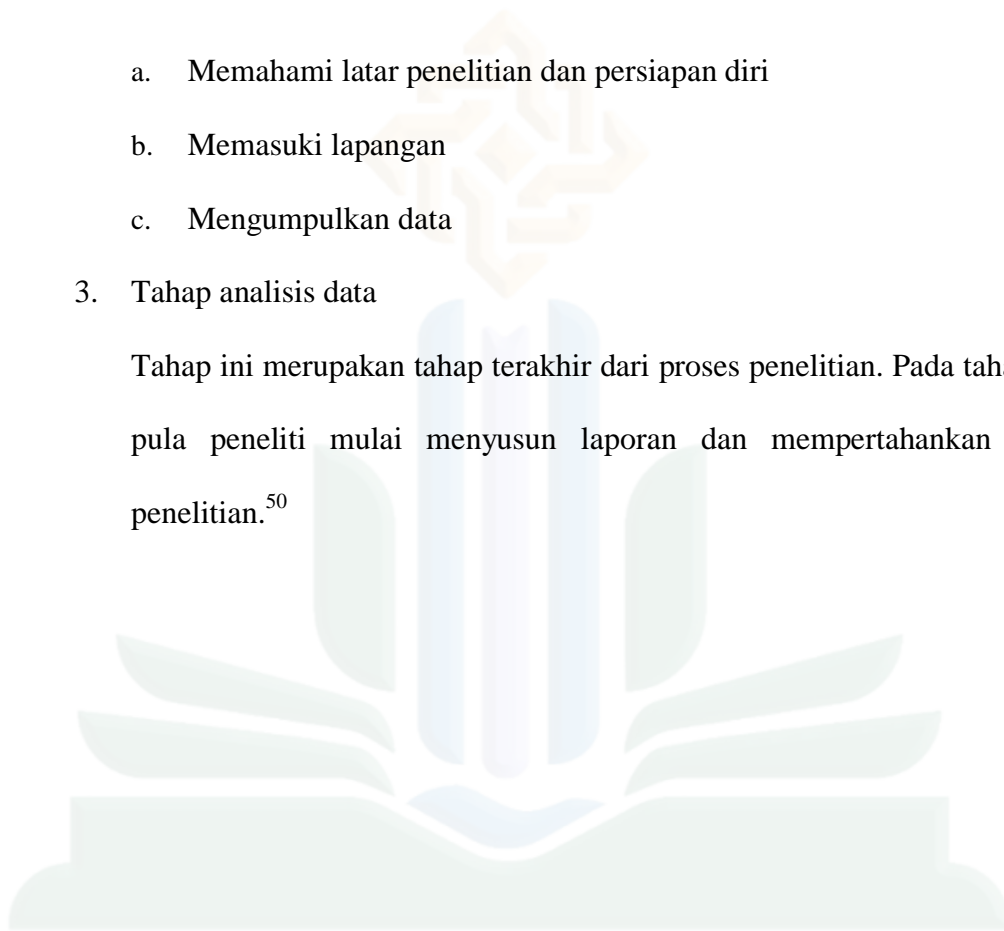 a. Memahami latar penelitian dan persiapan diri
b. Memasuki lapangan
c. Mengumpulkan data
3. Tahap analisis data
Tahap ini merupakan tahap terakhir dari proses penelitian. Pada
pula peneliti mulai menyusun laporan dan mempertahankan
penelitian.50